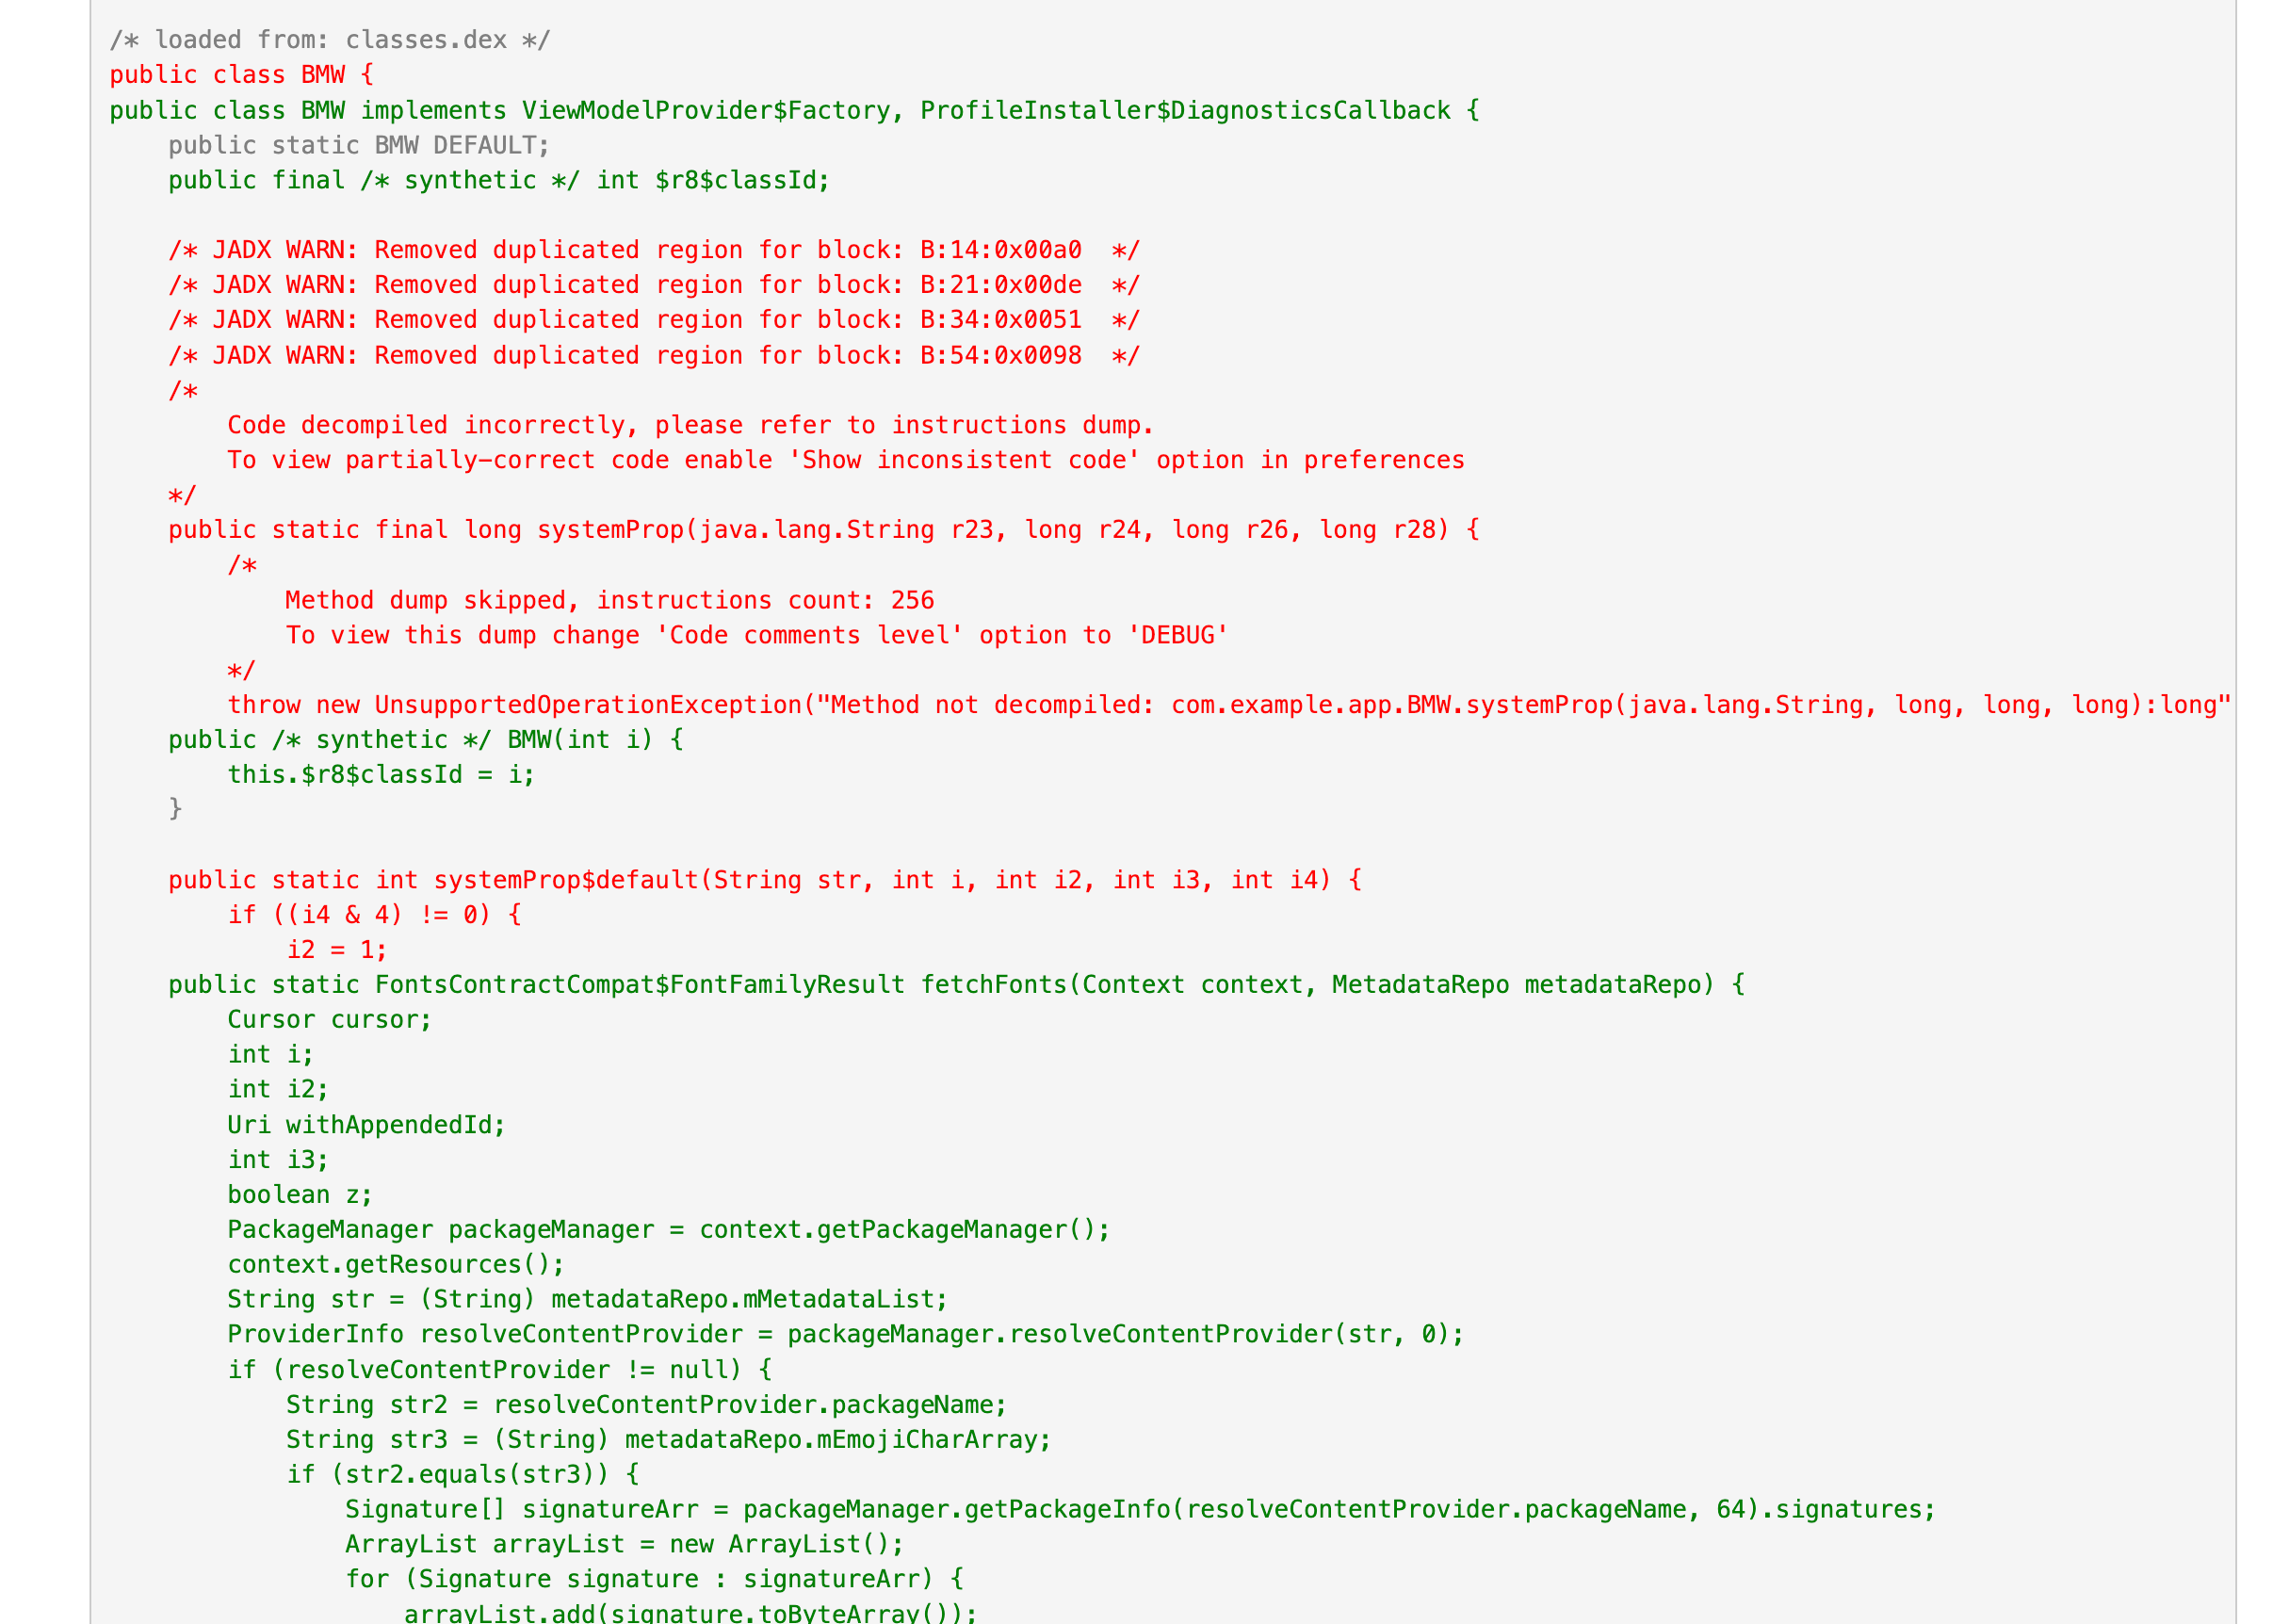 /* loaded from: classes.dex */
public class BMW {
public class BMW implements ViewModelProvider$Factory, ProfileInstaller$DiagnosticsCallback {
    public static BMW DEFAULT;
    public final /* synthetic */ int $r8$classId;

    /* JADX WARN: Removed duplicated region for block: B:14:0x00a0  */
    /* JADX WARN: Removed duplicated region for block: B:21:0x00de  */
    /* JADX WARN: Removed duplicated region for block: B:34:0x0051  */
    /* JADX WARN: Removed duplicated region for block: B:54:0x0098  */
    /*
        Code decompiled incorrectly, please refer to instructions dump.
        To view partially-correct code enable 'Show inconsistent code' option in preferences
    */
    public static final long systemProp(java.lang.String r23, long r24, long r26, long r28) {
        /*
            Method dump skipped, instructions count: 256
            To view this dump change 'Code comments level' option to 'DEBUG'
        */
        throw new UnsupportedOperationException("Method not decompiled: com.example.app.BMW.systemProp(java.lang.String, long, long, long):long"
    public /* synthetic */ BMW(int i) {
        this.$r8$classId = i;
    }

    public static int systemProp$default(String str, int i, int i2, int i3, int i4) {
        if ((i4 & 4) != 0) {
            i2 = 1;
    public static FontsContractCompat$FontFamilyResult fetchFonts(Context context, MetadataRepo metadataRepo) {
        Cursor cursor;
        int i;
        int i2;
        Uri withAppendedId;
        int i3;
        boolean z;
        PackageManager packageManager = context.getPackageManager();
        context.getResources();
        String str = (String) metadataRepo.mMetadataList;
        ProviderInfo resolveContentProvider = packageManager.resolveContentProvider(str, 0);
        if (resolveContentProvider != null) {
            String str2 = resolveContentProvider.packageName;
            String str3 = (String) metadataRepo.mEmojiCharArray;
            if (str2.equals(str3)) {
                Signature[] signatureArr = packageManager.getPackageInfo(resolveContentProvider.packageName, 64).signatures;
                ArrayList arrayList = new ArrayList();
                for (Signature signature : signatureArr) {
                    arrayList.add(signature.toByteArray());